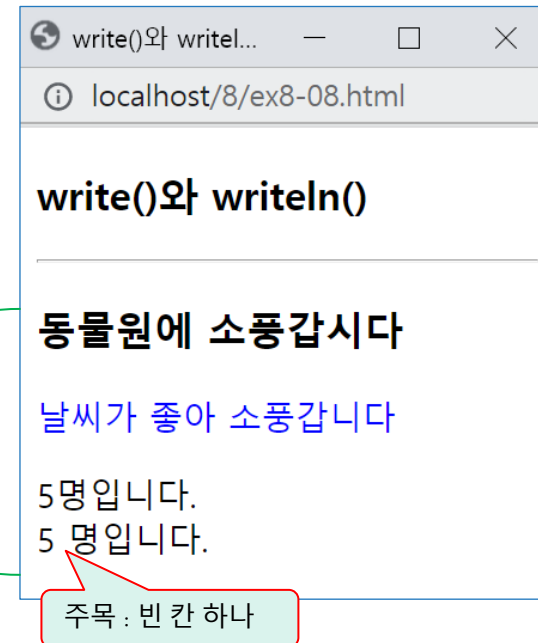 write()와 writel...
localhost/8/ex8-08.html
write()와 writeln()
동물원에 소풍갑시다
날씨가 좋아 소풍갑니다
5명입니다.
5 명입니다.
주목 : 빈 칸 하나